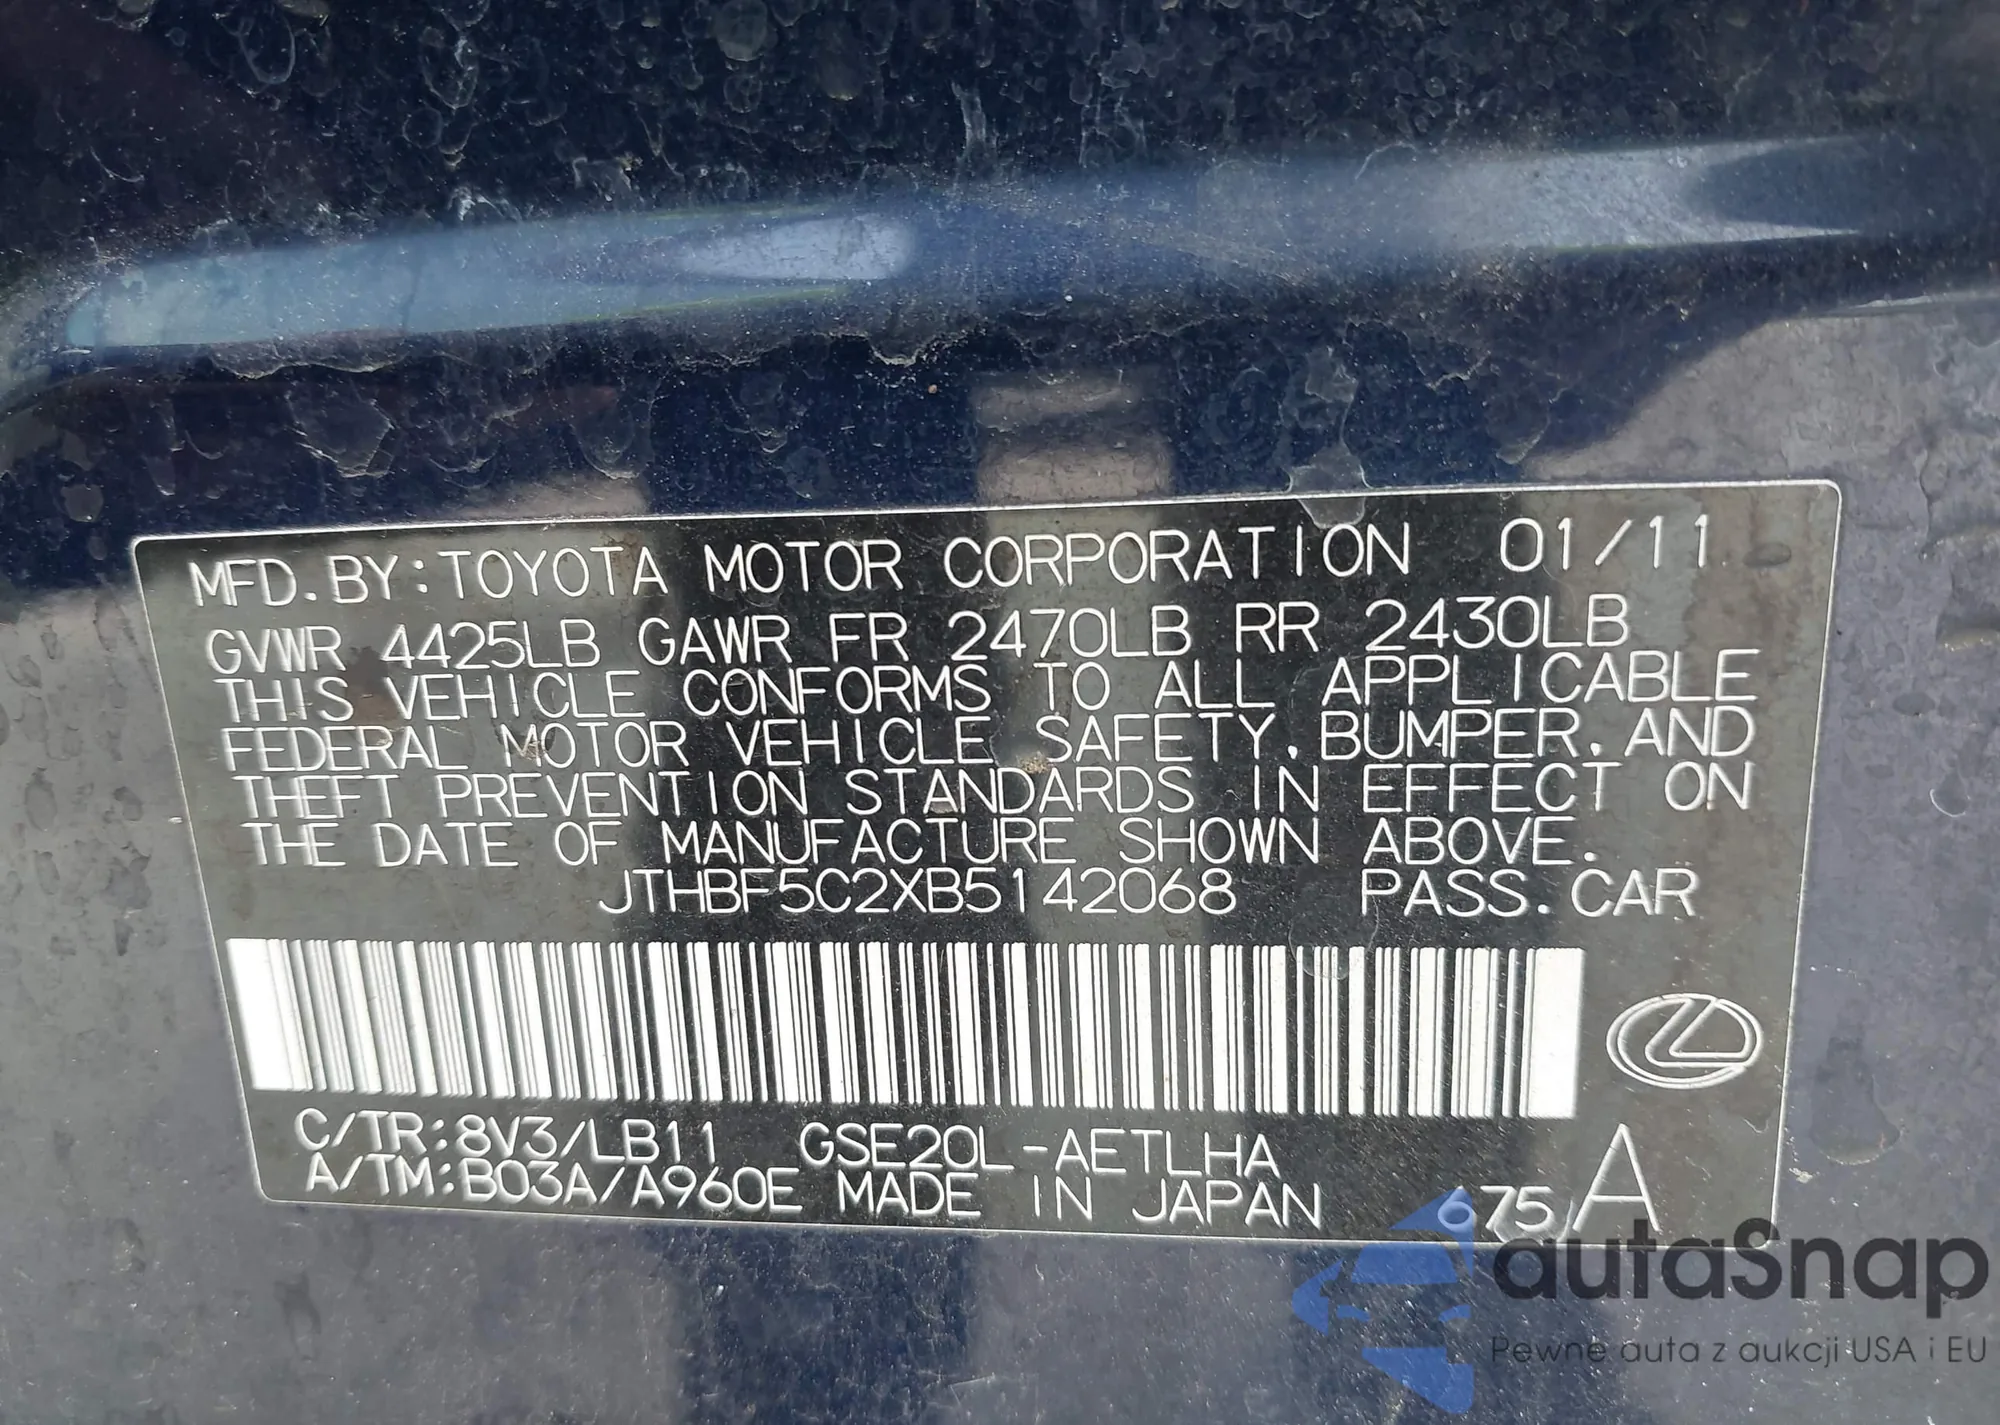 MFD. BY: TOYOTA MOTOR CORPORATION 01/11
GVWR 4425LB GAWR FR 2470LB RR 2430LB
THIS VEHICLE CONFORMS TO ALL APPLICABLE
FEDERAL MOTOR VEHICLE SAFETY, BUMPER, AND
THEFT PREVENTION STANDARDS IN EFFECT ON
THE DATE OF MANUFACTURE SHOWN ABOVE.
JTHBF5C2XB5142068 PASS. CAR
C/TR:8V3/LB11 GSE20L-AETLHA
A/TM:B03A/A960E MADE IN JAPAN 675 A
autaSnap
Pewne auta z aukcji USA i EU